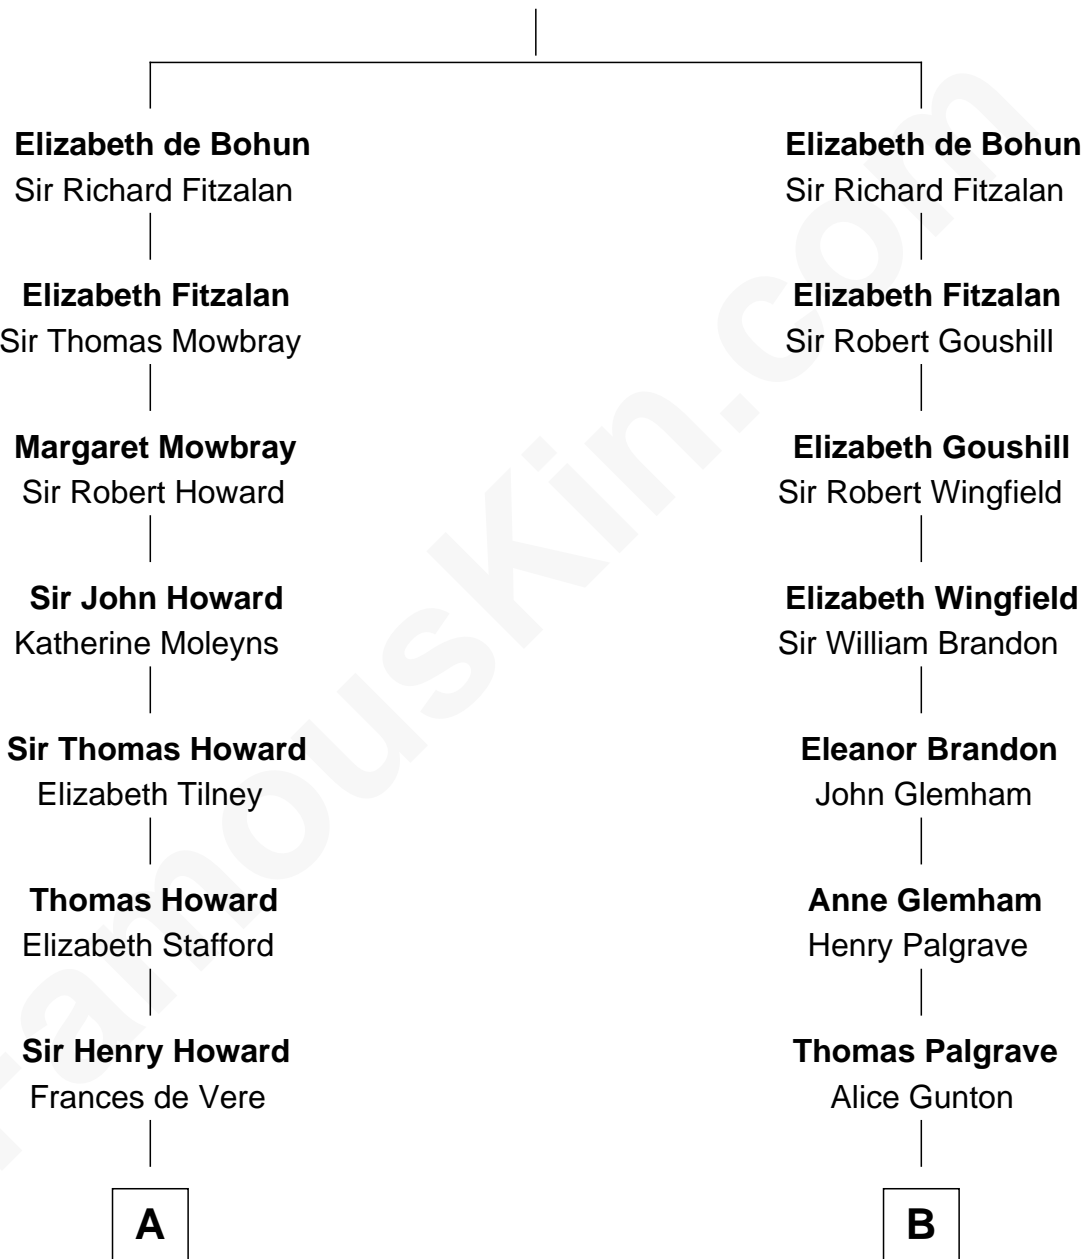 Elizabeth de Bohun
Sir Richard Fitzalan
Elizabeth Fitzalan
Sir Thomas Mowbray
Margaret Mowbray
Sir Robert Howard
Sir John Howard
Katherine Moleyns
Sir Thomas Howard
Elizabeth Tilney
Thomas Howard
Elizabeth Stafford
Sir Henry Howard
Frances de Vere
A
Elizabeth de Bohun
Sir Richard Fitzalan
Elizabeth Fitzalan
Sir Robert Goushill
Elizabeth Goushill
Sir Robert Wingfield
Elizabeth Wingfield
Sir William Brandon
Eleanor Brandon
John Glemham
Anne Glemham
Henry Palgrave
Thomas Palgrave
Alice Gunton
B
FamousKin.com